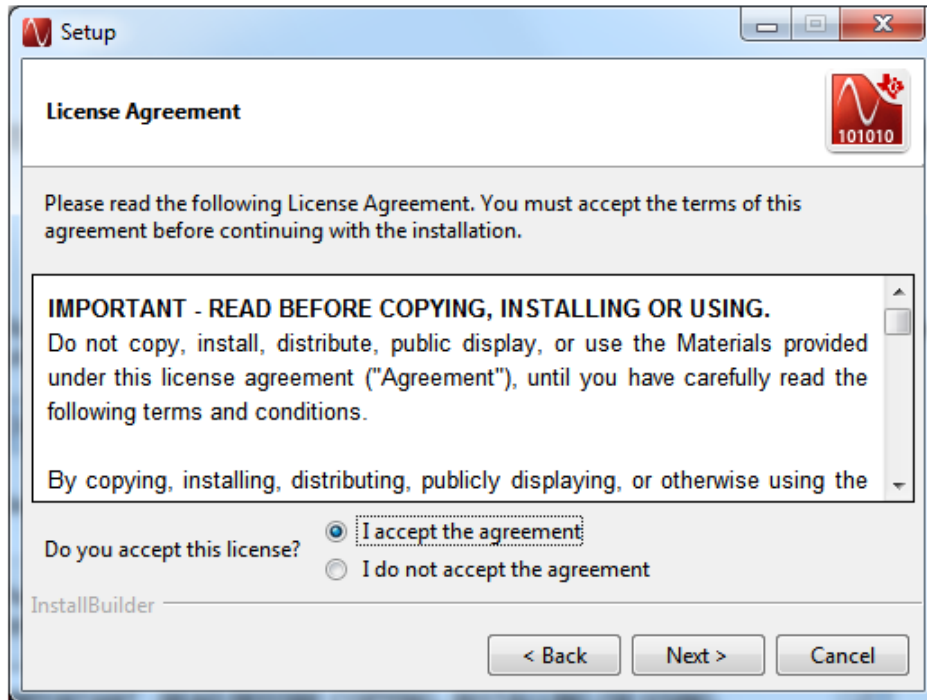 Setup
License Agreement
101010
Please read the following License Agreement. You must accept the terms of this
agreement before continuing with the installation.
IMPORTANT - READ BEFORE COPYING, INSTALLING OR USING.
Do not copy, install, distribute, public display, or use the Materials provided
under this license agreement ("Agreement"), until you have carefully read the
following terms and conditions.
By copying, installing, distributing, publicly displaying, or otherwise using the
Do you accept this license?
I accept the agreement
I do not accept the agreement
InstallBuilder
< Back
Next >
Cancel